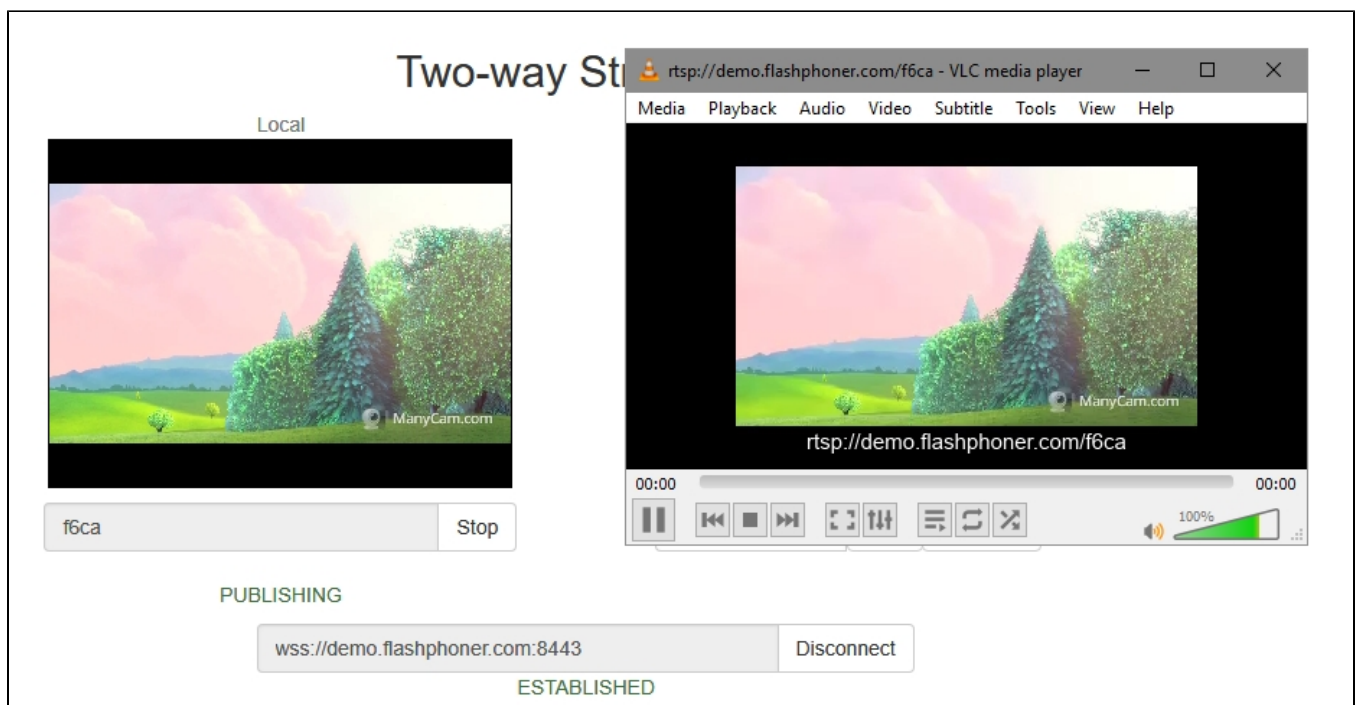 Two-way St
Local
ManyCam.com
f6ca
Stop
PUBLISHING
wss://demo.flashphoner.com:8443
Disconnect
ESTABLISHED
rtsp://demo.flashphoner.com/f6ca - VLC media player
Media Playback Audio Video Subtitle Tools View Help
ManyCam.com
rtsp://demo.flashphoner.com/f6ca
00:00
00:00
100%